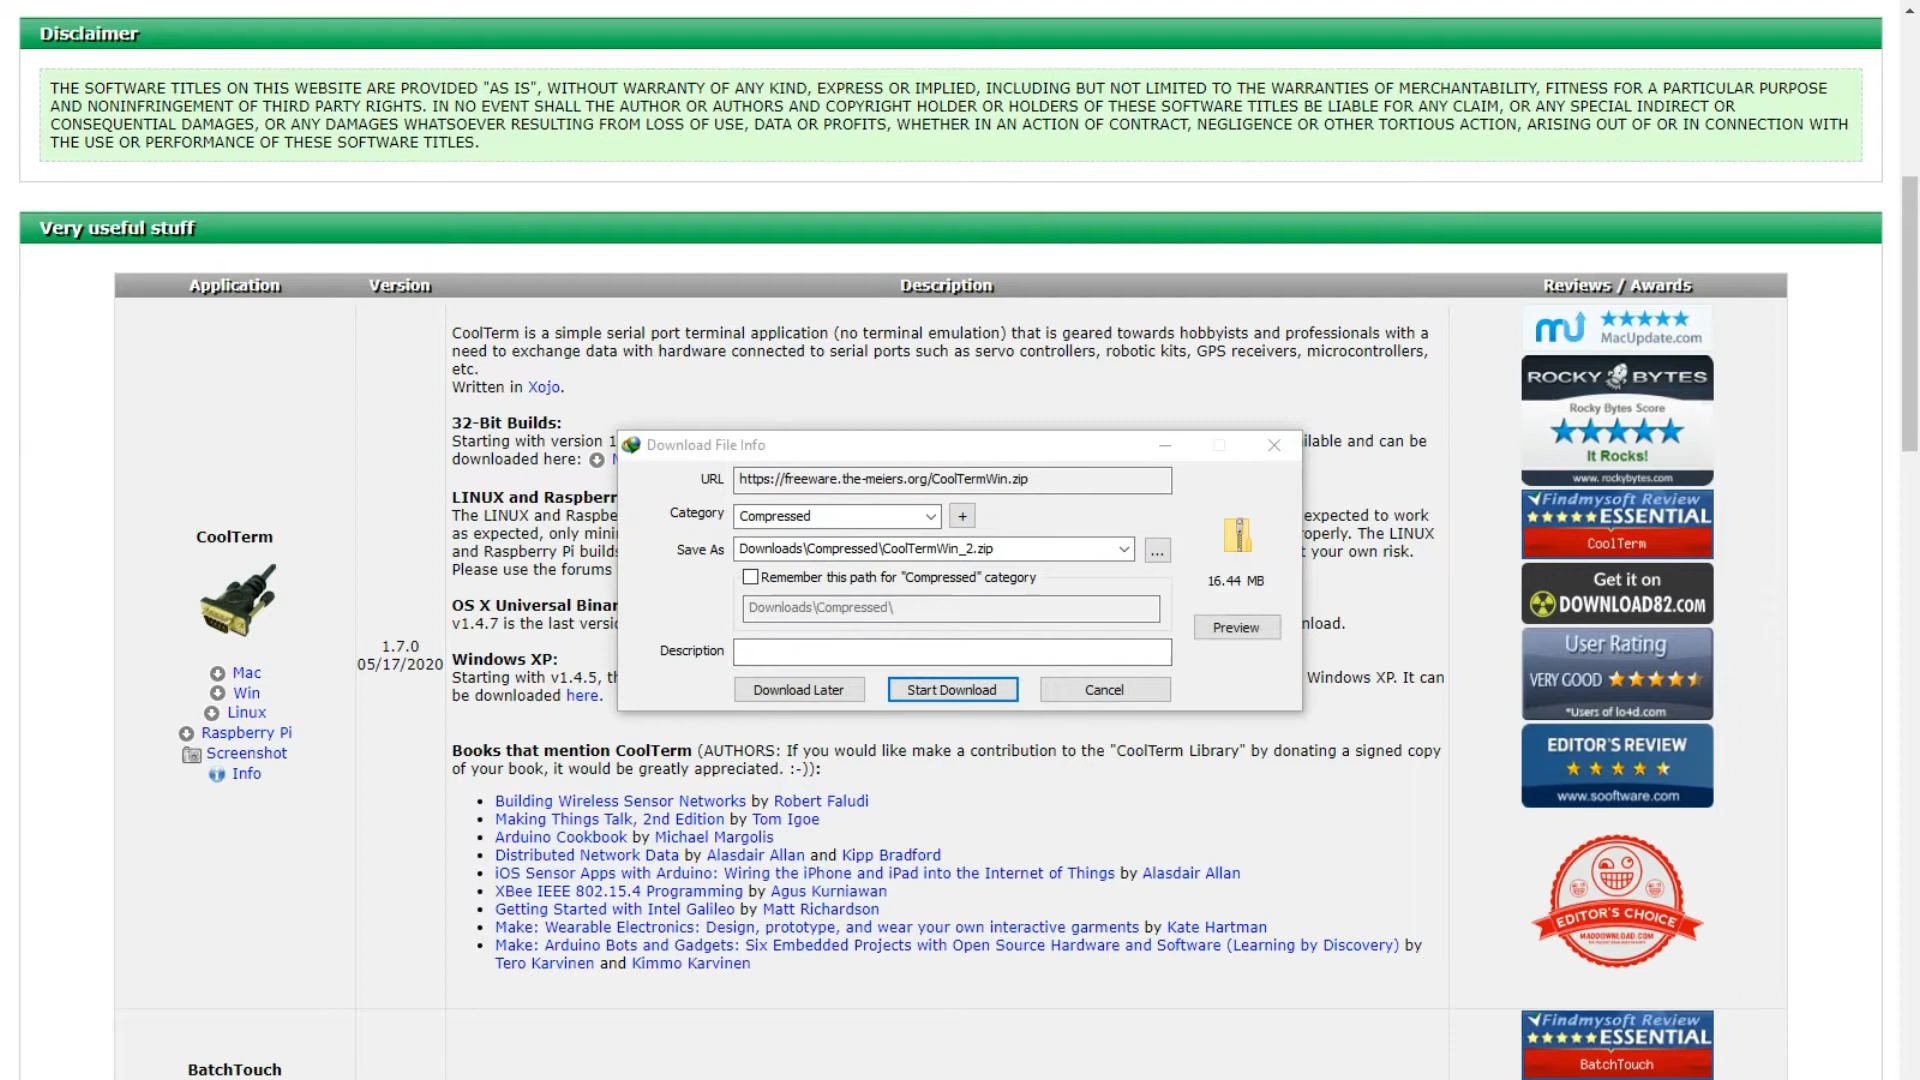 Disclaimer
THE SOFTWARE TITLES ON THIS WEBSITE ARE PROVIDED "AS IS", WITHOUT WARRANTY OF ANY KIND, EXPRESS OR IMPLIED, INCLUDING BUT NOT LIMITED TO THE WARRANTIES OF MERCHANTABILITY, FITNESS FOR A PARTICULAR PURPOSE
AND NONINFRINGEMENT OF THIRD PARTY RIGHTS. IN NO EVENT SHALL THE AUTHOR OR AUTHORS AND COPYRIGHT HOLDER OR HOLDERS OF THESE SOFTWARE TITLES BE LIABLE FOR ANY CLAIM, OR ANY SPECIAL INDIRECT OR
CONSEQUENTIAL DAMAGES, OR ANY DAMAGES WHATSOEVER RESULTING FROM LOSS OF USE, DATA OR PROFITS, WHETHER IN AN ACTION OF CONTRACT, NEGLIGENCE OR OTHER TORTIOUS ACTION, ARISING OUT OF OR IN CONNECTION WITH
THE USE OR PERFORMANCE OF THESE SOFTWARE TITLES.
Very useful stuff
Application Version Description Reviews / Awards
CoolTerm
Mac
Win
Linux
Raspberry Pi
Screenshot
Info
1.7.0
05/17/2020
CoolTerm is a simple serial port terminal application (no terminal emulation) that is geared towards hobbyists and professionals with a
need to exchange data with hardware connected to serial ports such as servo controllers, robotic kits, GPS receivers, microcontrollers,
etc.
Written in Xojo.
32-Bit Builds:
Starting with version 1 ilable and can be
downloaded here:
LINUX and Raspberr
The LINUX and Raspbe expected to work
as expected, only mini roperly. The LINUX
and Raspberry Pi builds t your own risk.
Please use the forums
OS X Universal Binar
v1.4.7 is the last versio nload.
Windows XP:
Starting with v1.4.5, th Windows XP. It can
be downloaded here.
Download File Info
URL https://freeware.the-meiers.org/CoolTermWin.zip
Category Compressed +
Save As Downloads\Compressed\CoolTermWin_2.zip ...
Remember this path for "Compressed" category
Downloads\Compressed\
16.44 MB
Preview
Description
Download Later Start Download Cancel
Books that mention CoolTerm (AUTHORS: If you would like make a contribution to the "CoolTerm Library" by donating a signed copy
of your book, it would be greatly appreciated. :-)):
• Building Wireless Sensor Networks by Robert Faludi
• Making Things Talk, 2nd Edition by Tom Igoe
• Arduino Cookbook by Michael Margolis
• Distributed Network Data by Alasdair Allan and Kipp Bradford
• iOS Sensor Apps with Arduino: Wiring the iPhone and iPad into the Internet of Things by Alasdair Allan
• XBee IEEE 802.15.4 Programming by Agus Kurniawan
• Getting Started with Intel Galileo by Matt Richardson
• Make: Wearable Electronics: Design, prototype, and wear your own interactive garments by Kate Hartman
• Make: Arduino Bots and Gadgets: Six Embedded Projects with Open Source Hardware and Software (Learning by Discovery) by
Tero Karvinen and Kimmo Karvinen
mu
MacUpdate.com
ROCKY BYTES
Rocky Bytes Score
It Rocks!
www.rockybytes.com
Findmysoft Review
ESSENTIAL
CoolTerm
Get it on
DOWNLOAD82.COM
User Rating
VERY GOOD
*Users of lo4d.com
EDITOR'S REVIEW
www.sooftware.com
EDITOR'S CHOICE
BatchTouch
Findmysoft Review
ESSENTIAL
BatchTouch